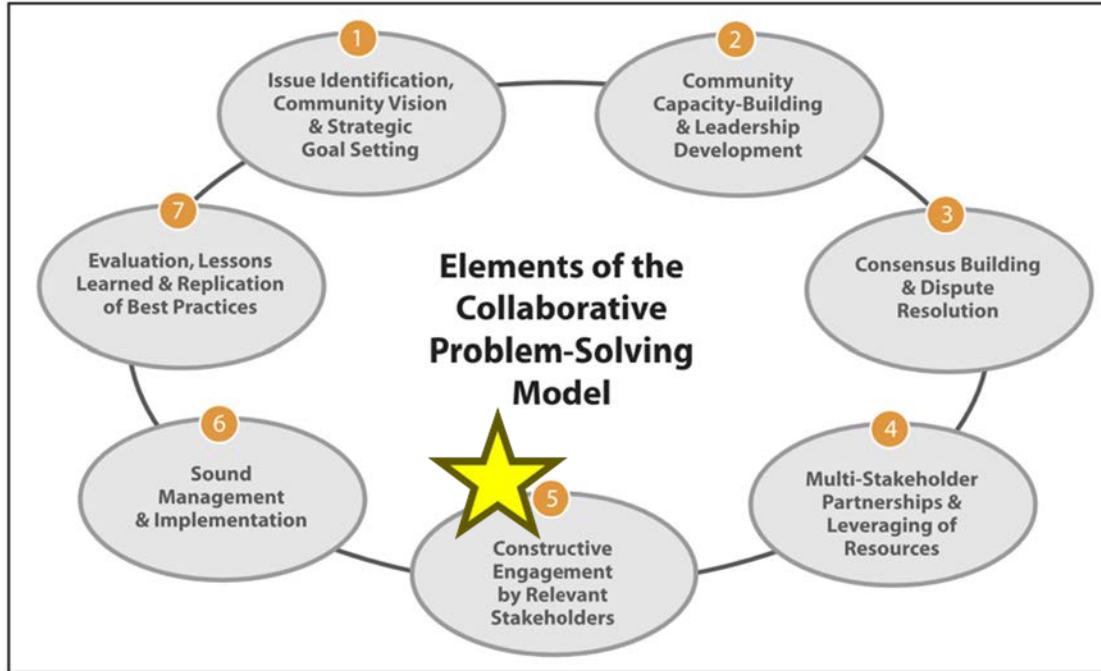 1
Issue Identification,
Community Vision
& Strategic
Goal Setting
2
Community
Capacity-Building
& Leadership
Development
3
Consensus Building
& Dispute
Resolution
4
Multi-Stakeholder
Partnerships &
Leveraging of
Resources
5
Constructive
Engagement
by Relevant
Stakeholders
6
Sound
Management
& Implementation
7
Evaluation, Lessons
Learned & Replication
of Best Practices
Elements of the
Collaborative
Problem-Solving
Model